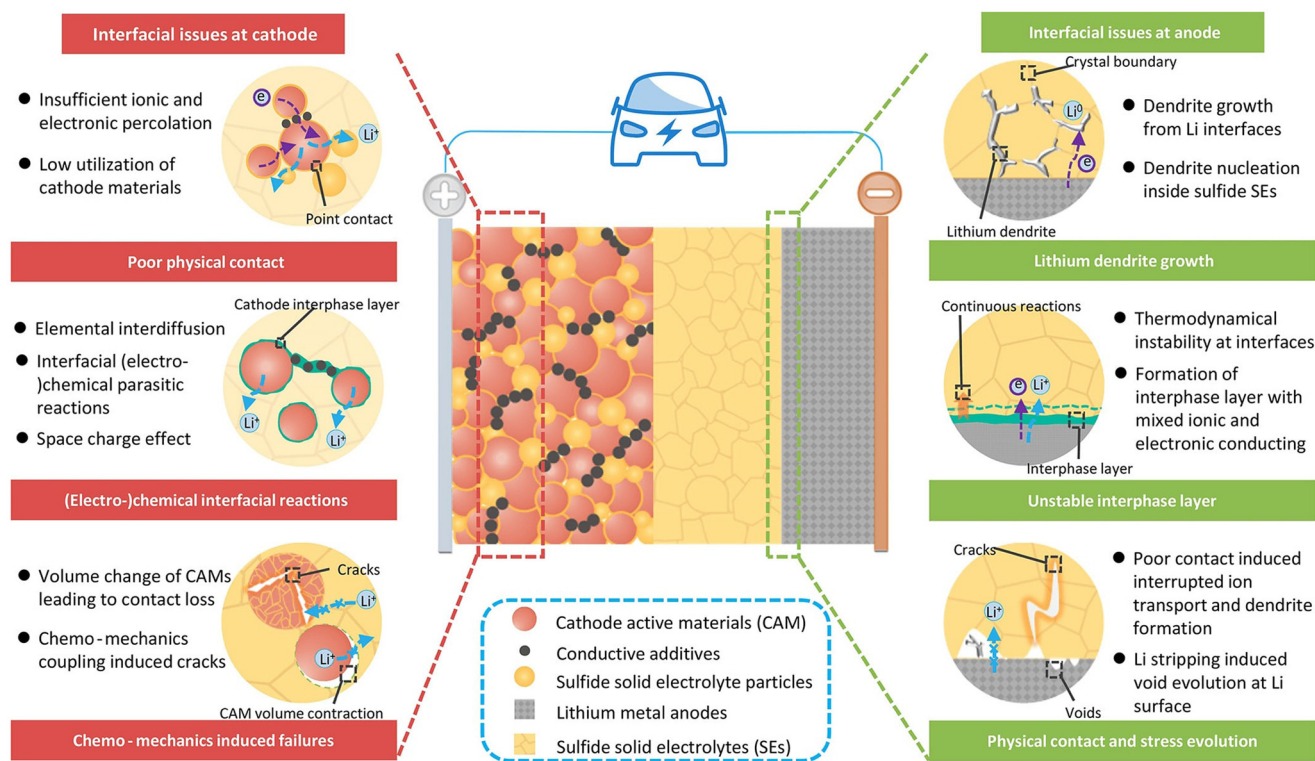 Interfacial issues at cathode
Insufficient ionic and
electronic percolation
Low utilization of
cathode materials
e
Li⁺
Point contact
Poor physical contact
Cathode interphase layer
Elemental interdiffusion
Interfacial (electro-
)chemical parasitic
reactions
Space charge effect
Li⁺
Li⁺
(Electro-)chemical interfacial reactions
Volume change of CAMs
leading to contact loss
Chemo-mechanics
coupling induced cracks
Cracks
Li⁺
Li⁺
CAM volume contraction
Chemo-mechanics induced failures
+
−
Cathode active materials (CAM)
Conductive additives
Sulfide solid electrolyte particles
Lithium metal anodes
Sulfide solid electrolytes (SEs)
Interfacial issues at anode
Crystal boundary
Li⁰
e
Lithium dendrite
Dendrite growth
from Li interfaces
Dendrite nucleation
inside sulfide SEs
Lithium dendrite growth
Continuous reactions
e
Li⁺
Interphase layer
Thermodynamical
instability at interfaces
Formation of
interphase layer with
mixed ionic and
electronic conducting
Unstable interphase layer
Cracks
Li⁺
Voids
Poor contact induced
interrupted ion
transport and dendrite
formation
Li stripping induced
void evolution at Li
surface
Physical contact and stress evolution